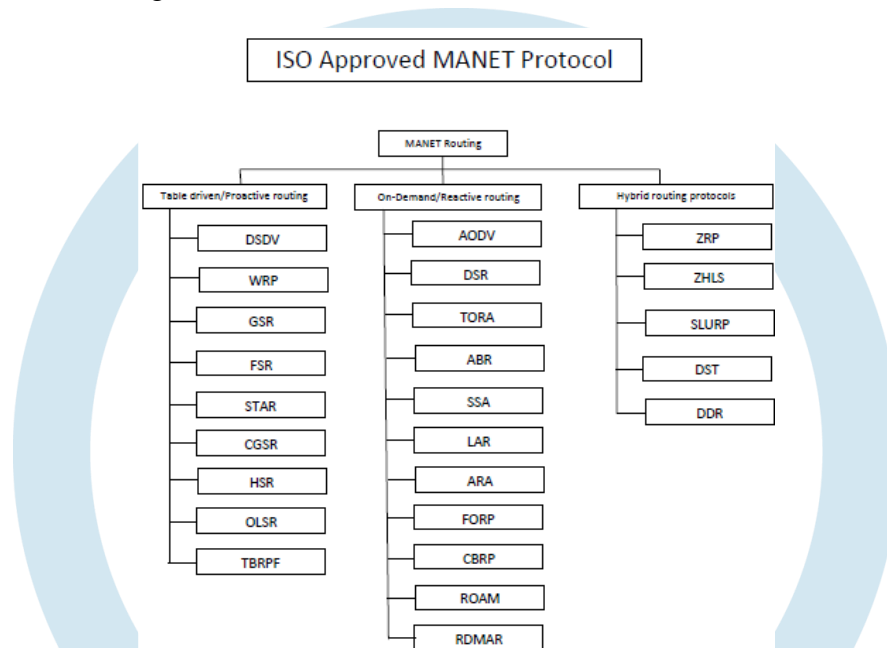 ISO Approved MANET Protocol
MANET Routing
Table driven/Proactive routing
DSDV
WRP
GSR
FSR
STAR
CGSR
HSR
OLSR
TBRPF
On-Demand/Reactive routing
AODV
DSR
TORA
ABR
SSA
LAR
ARA
FORP
CBRP
ROAM
RDMAR
Hybrid routing protocols
ZRP
ZHLS
SLURP
DST
DDR